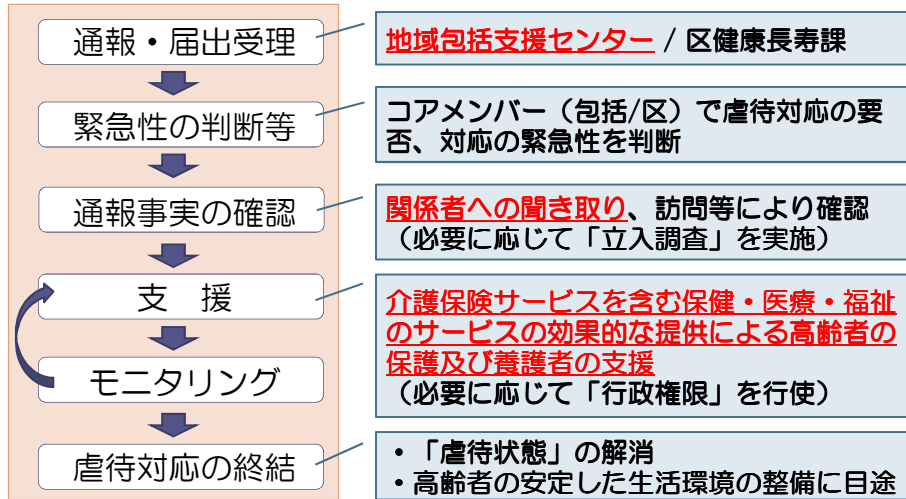 通報・届出受理
地域包括支援センター / 区健康長寿課
緊急性の判断等
コアメンバー（包括/区）で虐待対応の要
否、対応の緊急性を判断
通報事実の確認
関係者への聞き取り、訪問等により確認
（必要に応じて「立入調査」を実施）
支　援
介護保険サービスを含む保健・医療・福祉
のサービスの効果的な提供による高齢者の
保護及び養護者の支援
（必要に応じて「行政権限」を行使）
モニタリング
虐待対応の終結
・「虐待状態」の解消
・高齢者の安定した生活環境の整備に目途